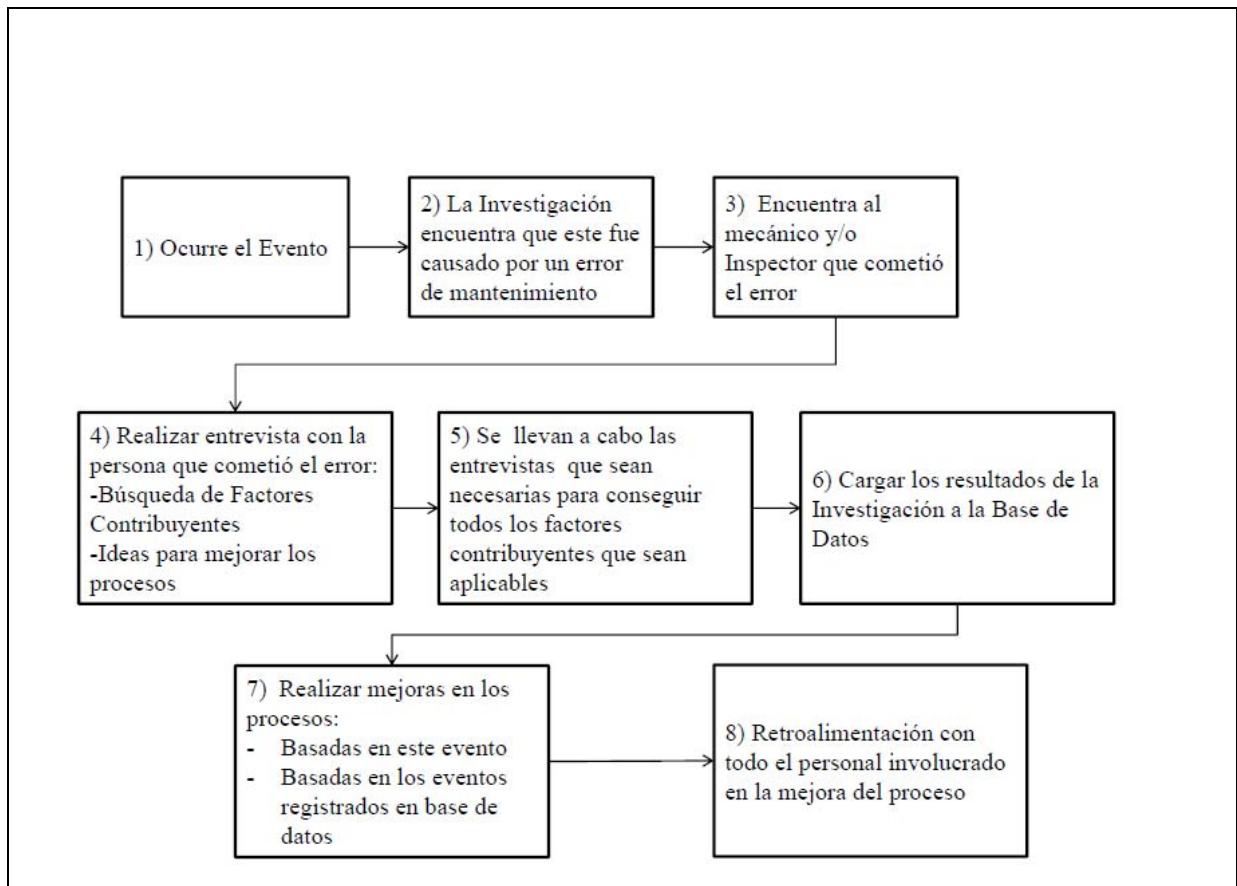 1) Ocurre el Evento
2) La Investigación
encuentra que este fue
causado por un error
de mantenimiento
3) Encuentra al
mecánico y/o
Inspector que cometió
el error
4) Realizar entrevista con la
persona que cometió el error:
-Búsqueda de Factores
Contribuyentes
-Ideas para mejorar los
procesos
5) Se llevan a cabo las
entrevistas que sean
necesarias para conseguir
todos los factores
contribuyentes que sean
aplicables
6) Cargar los resultados de la
Investigación a la Base de
Datos
7) Realizar mejoras en los
procesos:
- Basadas en este evento
- Basadas en los eventos
registrados en base de
datos
8) Retroalimentación con
todo el personal involucrado
en la mejora del proceso